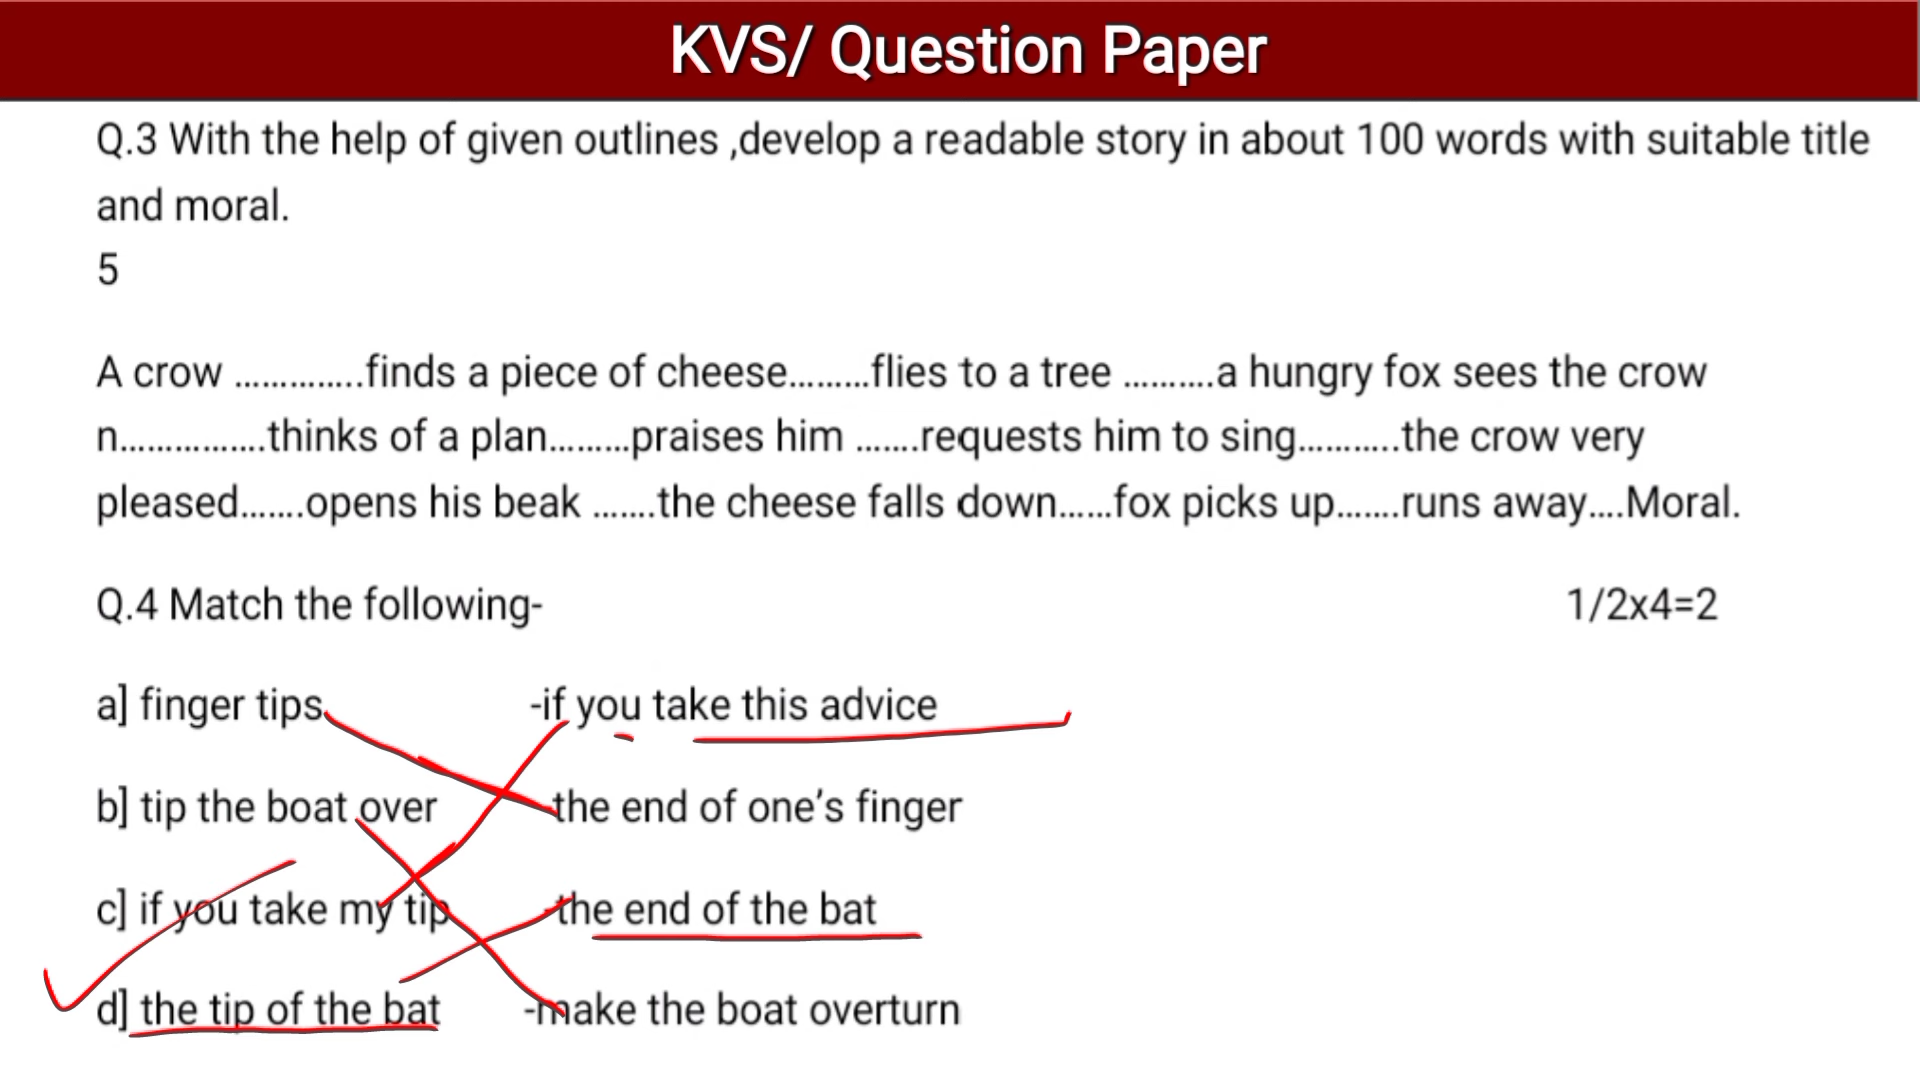 KVS/ Question Paper
Q.3 With the help of given outlines ,develop a readable story in about 100 words with suitable title
and moral.
5
A crow ..............finds a piece of cheese.........flies to a tree ..........a hungry fox sees the crow
n................thinks of a plan.........praises him .......requests him to sing...........the crow very
pleased.......opens his beak .......the cheese falls down......fox picks up.......runs away....Moral.
Q.4 Match the following- 1/2x4=2
a] finger tips -if you take this advice
b] tip the boat over -the end of one’s finger
c] if you take my tip -the end of the bat
d] the tip of the bat -make the boat overturn